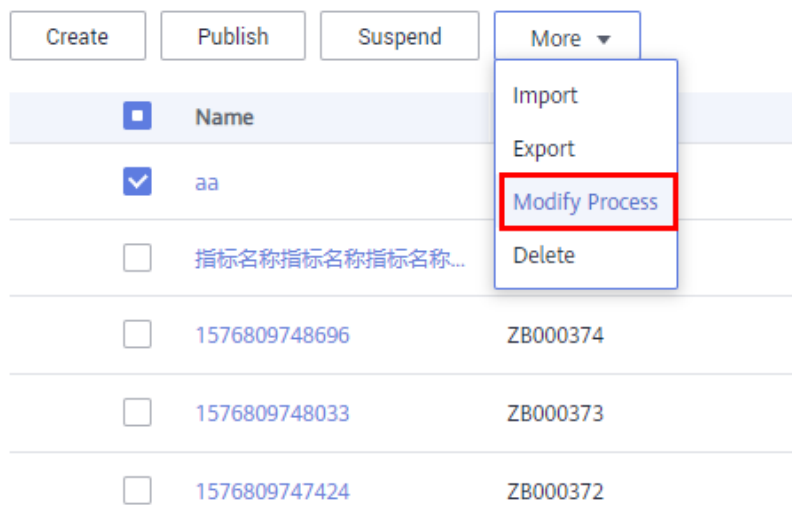 Create Publish Suspend More
Import
Name
Export
aa
Modify Process
指标名称指标名称指标名称...
Delete
1576809748696 ZB000374
1576809748033 ZB000373
1576809747424 ZB000372